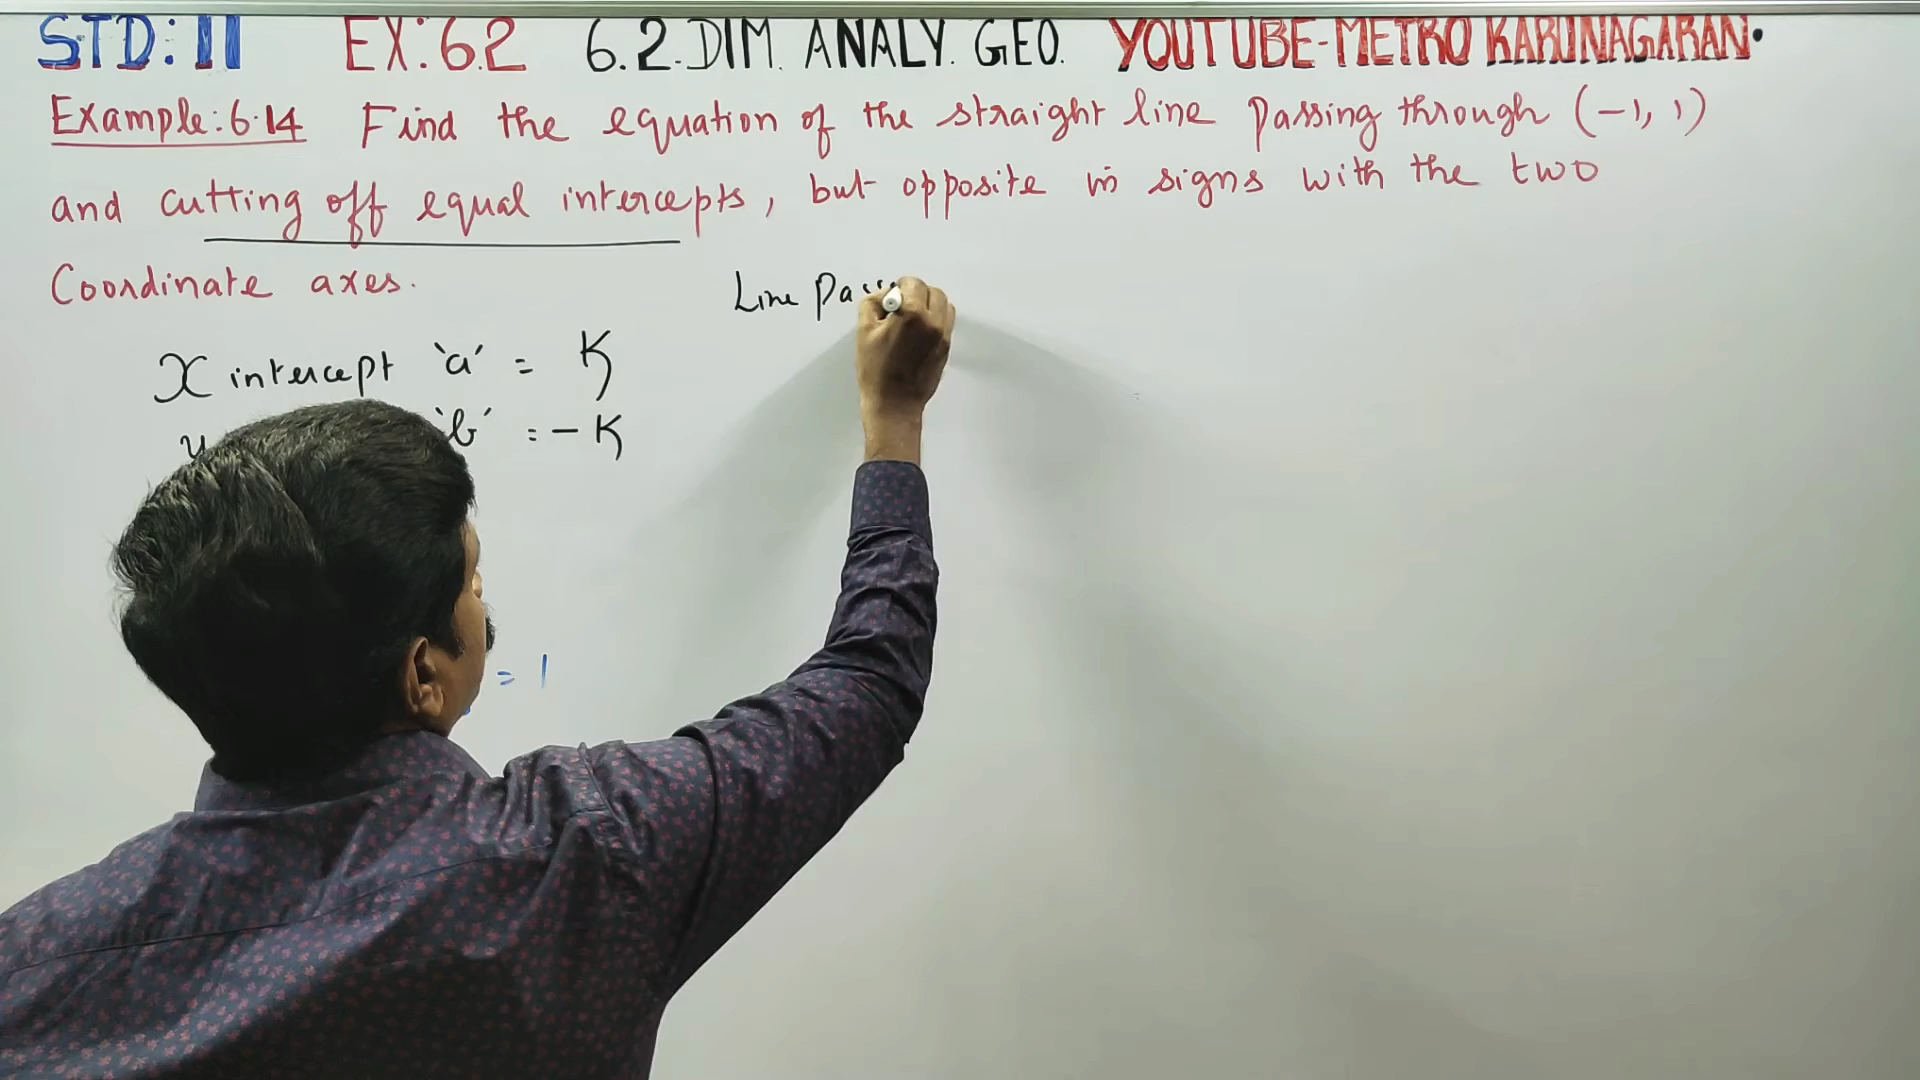 STD: 11 EX: 6.2 6. 2.DIM. ANALY. GEO. YOUTUBE-METRO KARUNAGARAN.
Example: 6.14 Find the equation of the straight line passing through (-1, 1)
and cutting off equal intercepts, but opposite in signs with the two
Coordinate axes.
Line Pass
X intercept 'a' = K
y 'b' = - K
= 1